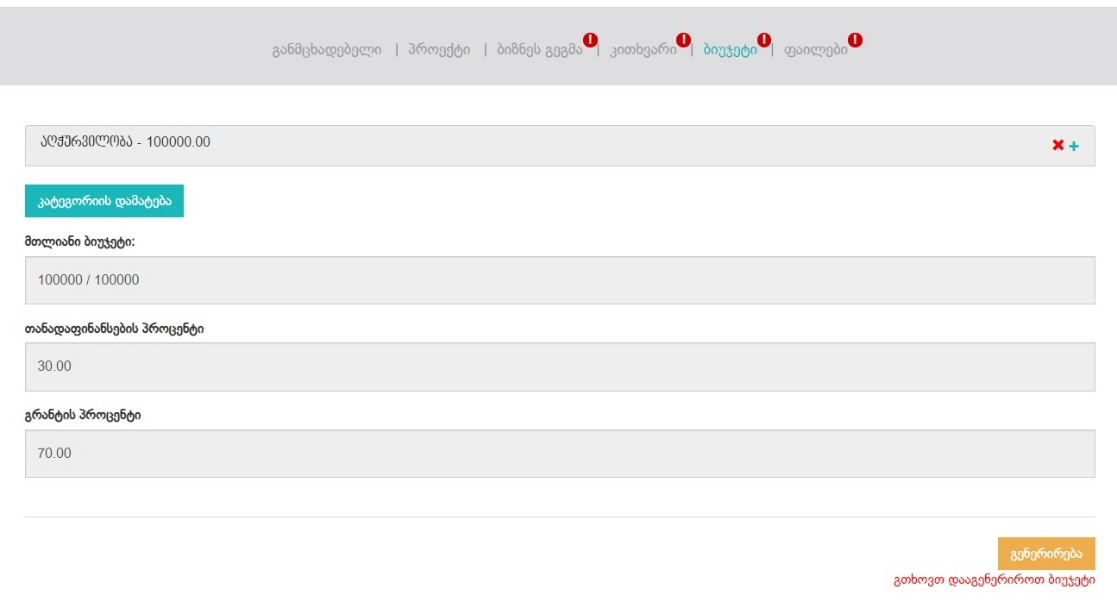 განმცხადებელი | პროექტი | ბიზნეს გეგმა | კითხვარი | ბიუჯეტი | ფაილები
აღჭურვილობა - 100000.00
კატეგორიის დამატება
მთლიანი ბიუჯეტი:
100000 / 100000
თანადაფინანსების პროცენტი
30.00
გრანტის პროცენტი
70.00
გენერირება
გთხოვთ დააგენერიროთ ბიუჯეტი